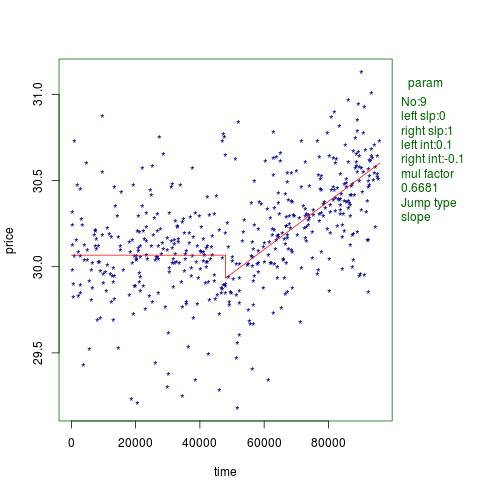 param
No:9
left slp:0
right slp:1
left int:0.1
right int:-0.1
mul factor
0.6681
Jump type
slope
31.0
30.5
30.0
29.5
price
0 20000 40000 60000 80000
time